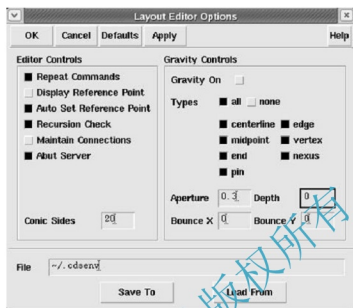 Layout Editor Options
OK Cancel Defaults Apply Help
Editor Controls
Repeat Commands
Display Reference Point
Auto Set Reference Point
Recursion Check
Maintain Connections
Abut Server
Conic Sides 20
Gravity Controls
Gravity On
Types all none
centerline edge
midpoint vertex
end nexus
pin
Aperture 0.3 Depth 0
Bounce X 0 Bounce Y 0
File ~/.cdsenv
Save To Load From
版权所有